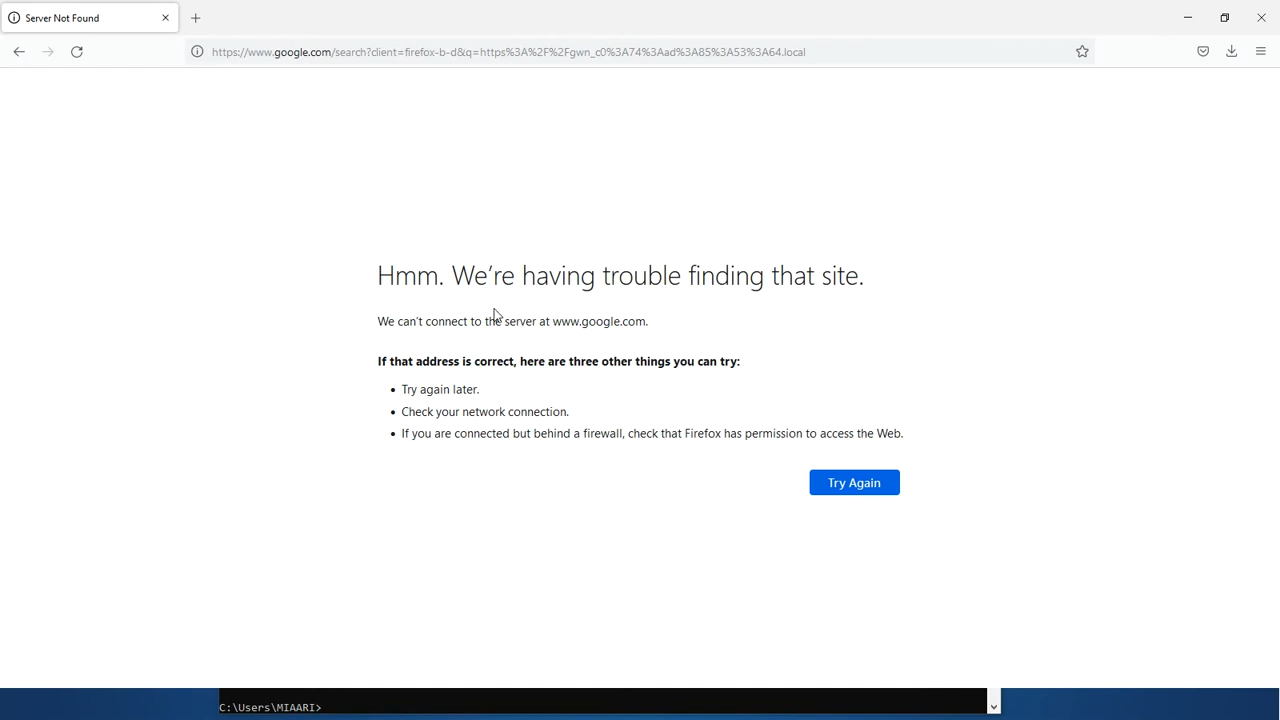 Server Not Found
https://www.google.com/search?client=firefox-b-d&q=https%3A%2F%2Fgwn_c0%3A74%3Aad%3A85%3A53%3A64.local
Hmm. We're having trouble finding that site.
We can't connect to the server at www.google.com.
If that address is correct, here are three other things you can try:
• Try again later.
• Check your network connection.
• If you are connected but behind a firewall, check that Firefox has permission to access the Web.
Try Again
C:\Users\MIAARI>